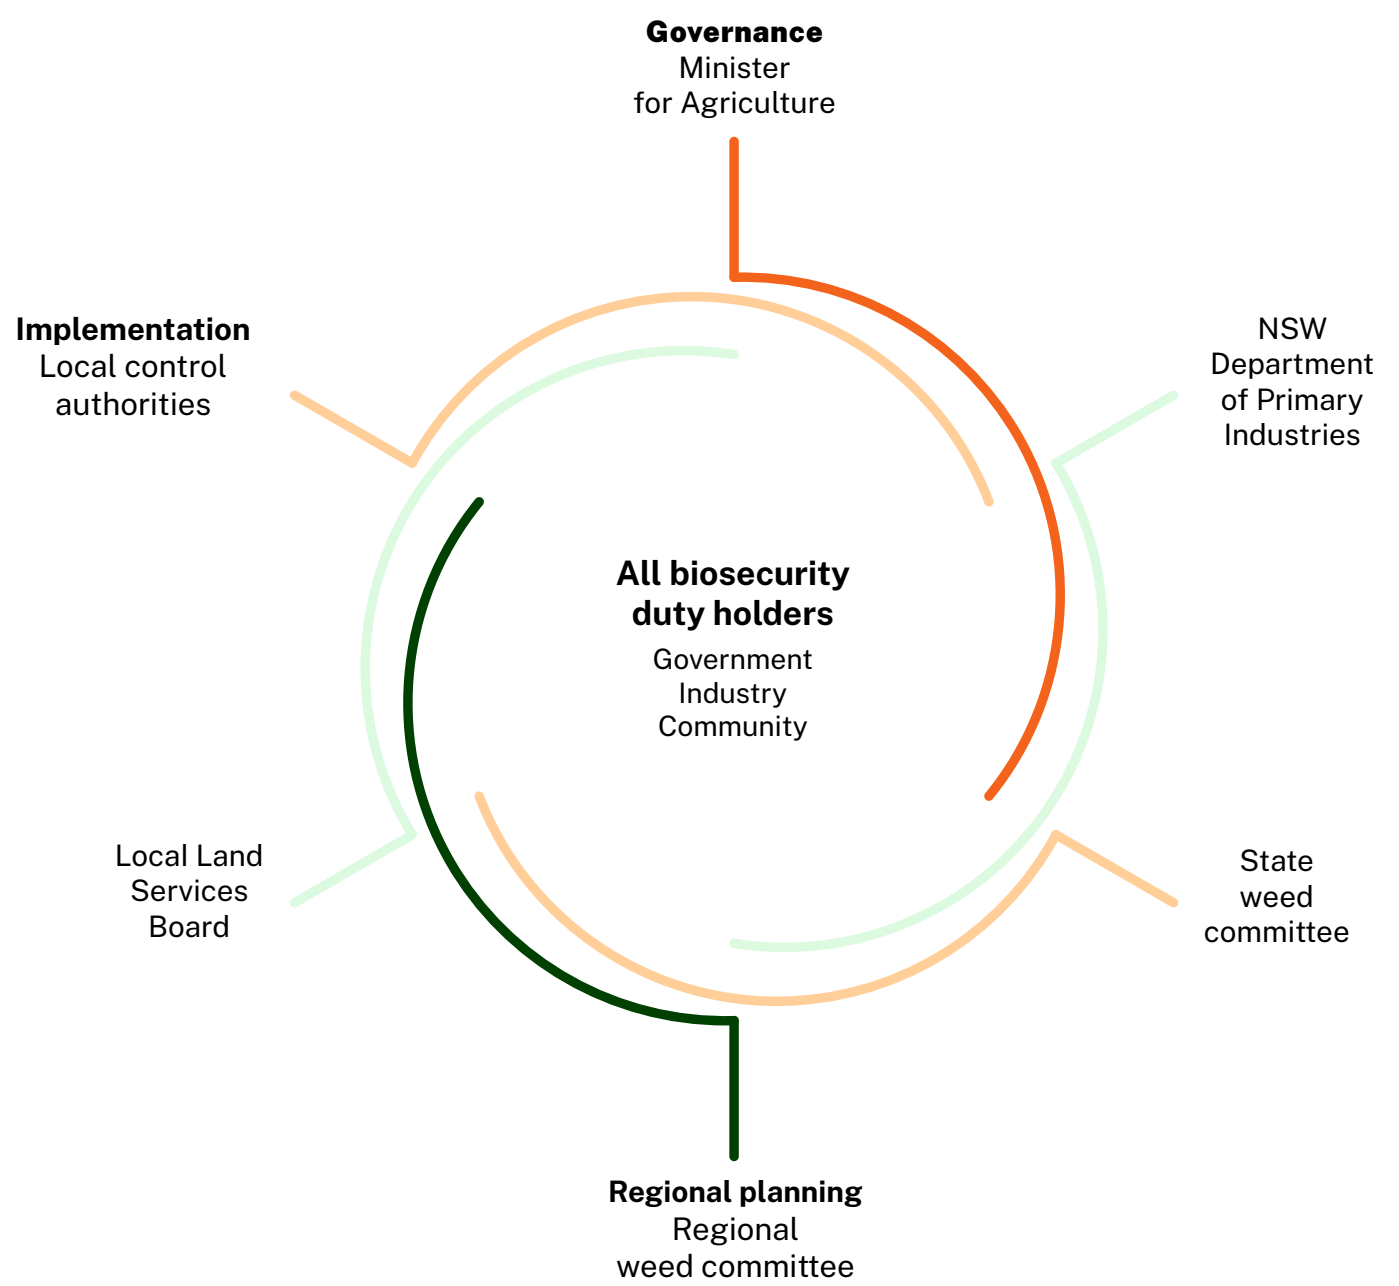 Governance
Minister
for Agriculture
NSW
Department
of Primary
Industries
State
weed
committee
Regional planning
Regional
weed committee
Local Land
Services
Board
Implementation
Local control
authorities
All biosecurity
duty holders
Government
Industry
Community